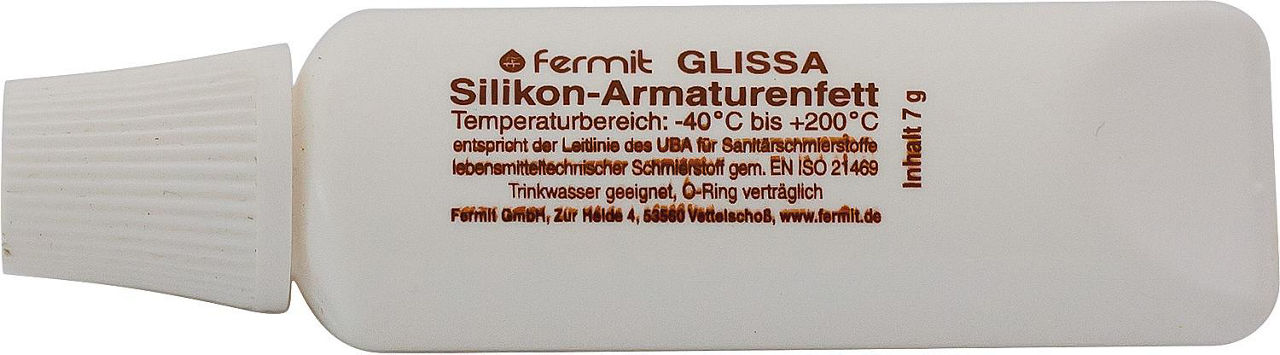 fermit GLISSA
Silikon-Armaturenfett
Temperaturbereich: -40°C bis +200°C
entspricht der Leitlinie des UBA für Sanitärschmierstoffe
lebensmitteltechnischer Schmierstoff gem. EN ISO 21469
Trinkwasser geeignet, O-Ring verträglich
Fermit GmbH, Zur Heide 4, 53560 Vettelschoß, www.fermit.de
Inhalt 7 g